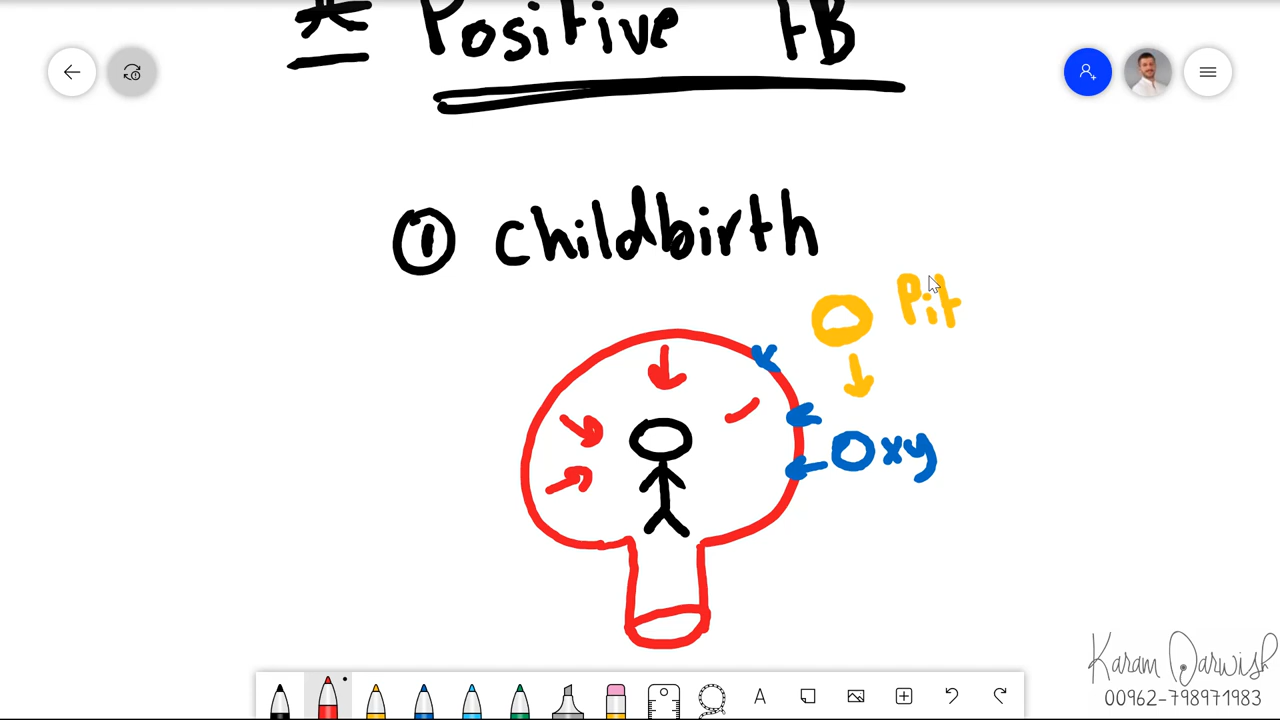 * Positive FB
① childbirth
Pit
Oxy
A
Karam Darwish
00962-798971983